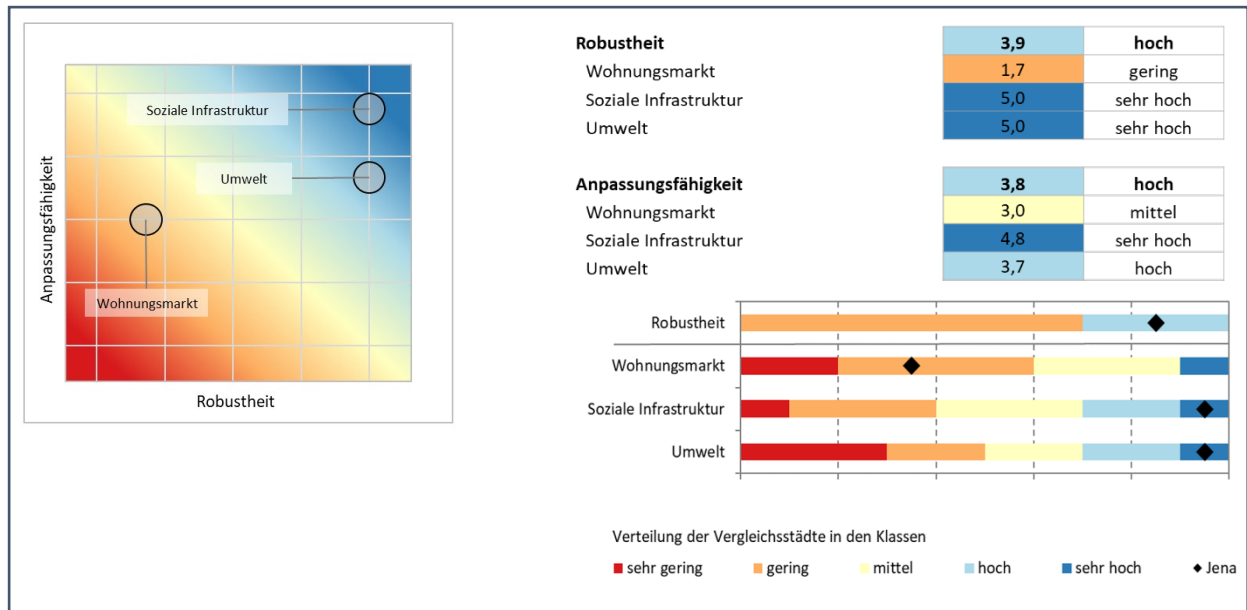 Anpassungsfähigkeit
Soziale Infrastruktur
Umwelt
Wohnungsmarkt
Robustheit
Robustheit 3,9 hoch
Wohnungsmarkt 1,7 gering
Soziale Infrastruktur 5,0 sehr hoch
Umwelt 5,0 sehr hoch
Anpassungsfähigkeit 3,8 hoch
Wohnungsmarkt 3,0 mittel
Soziale Infrastruktur 4,8 sehr hoch
Umwelt 3,7 hoch
Robustheit
Wohnungsmarkt
Soziale Infrastruktur
Umwelt
Verteilung der Vergleichsstädte in den Klassen
sehr gering gering mittel hoch sehr hoch Jena